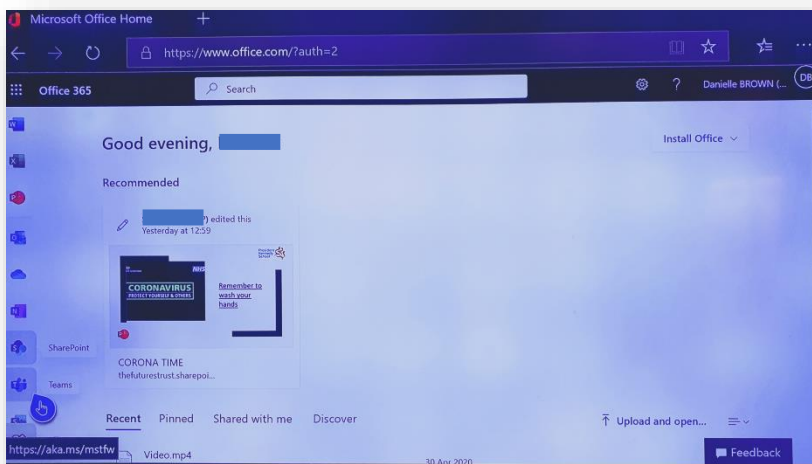 Microsoft Office Home
https://www.office.com/?auth=2
Office 365
Search
?
Danielle BROWN (...
DB
Good evening,
Install Office
Recommended
edited this
Yesterday at 12:59
NHS
CORONAVIRUS
PROTECT YOURSELF & OTHERS
Remember to
wash your
hands
CORONA TIME
thefuturestrust.sharepoi...
SharePoint
Teams
Recent
Pinned
Shared with me
Discover
Upload and open...
https://aka.ms/mstfw
Video.mp4
30 Apr 2020
Feedback